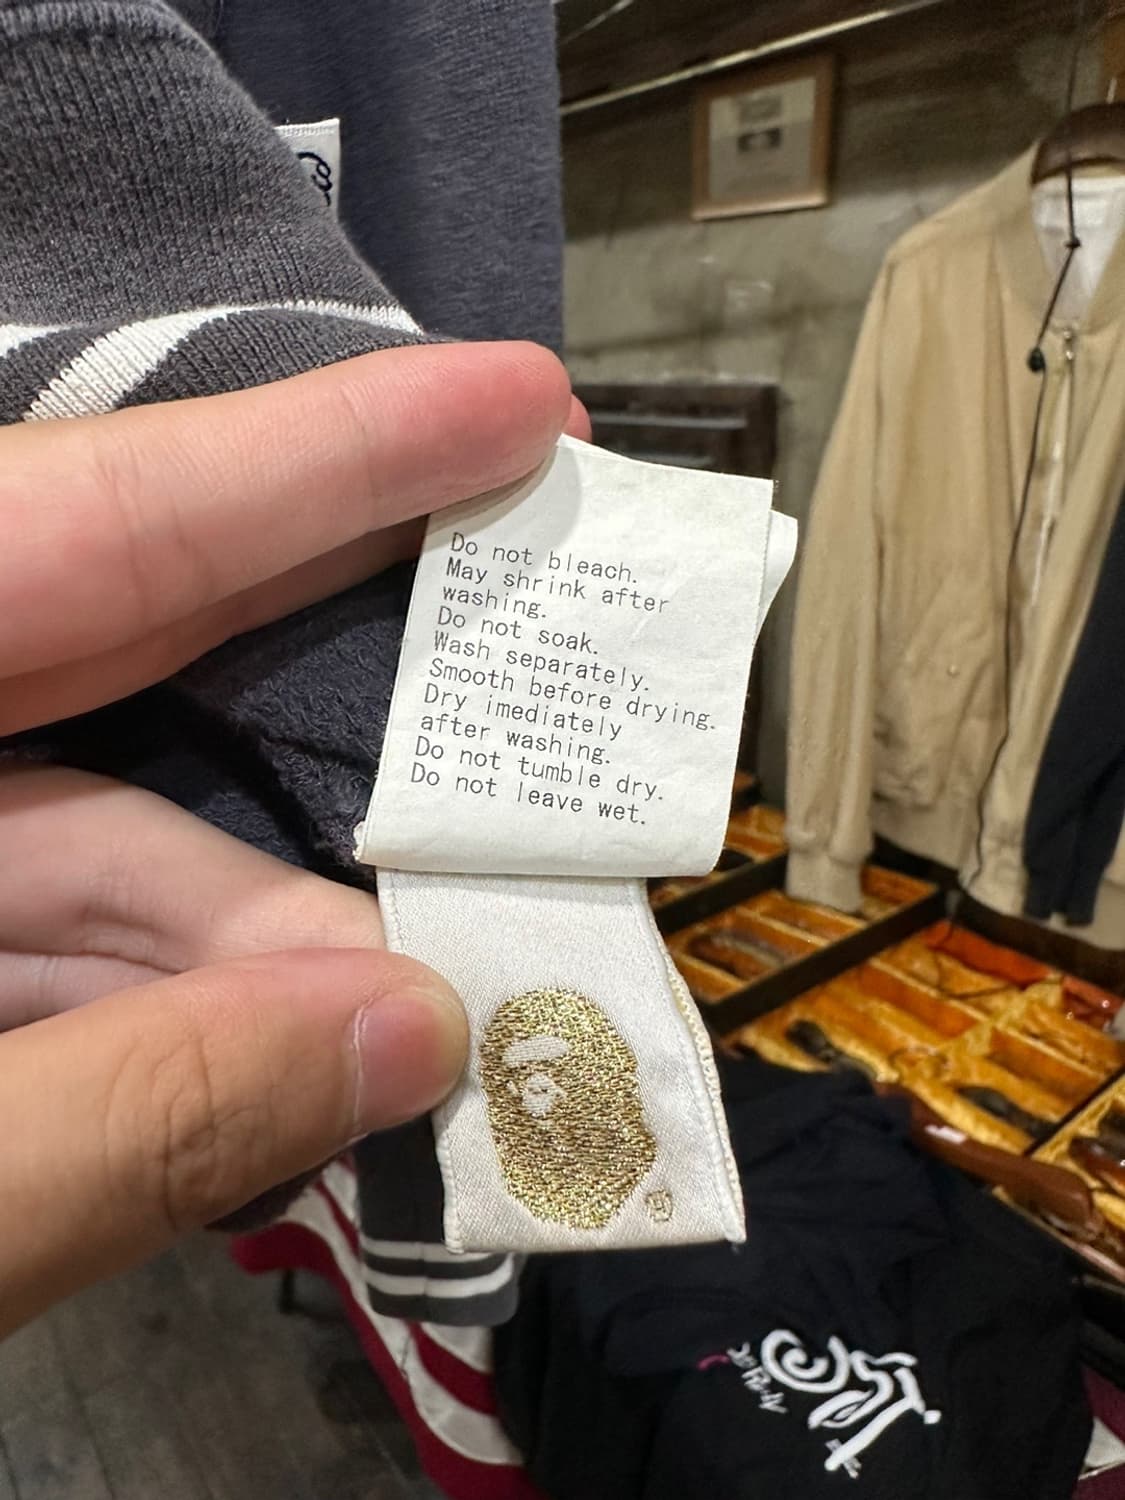 Do not bleach.
May shrink after
washing.
Do not soak.
Wash separately.
Smooth before drying.
Dry imediately
after washing.
Do not tumble dry.
Do not leave wet.
®